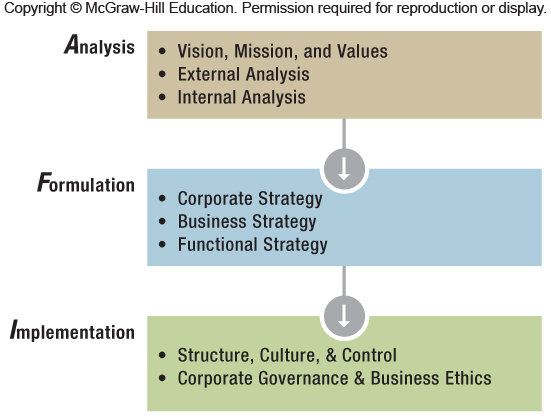 Copyright © McGraw-Hill Education. Permission required for reproduction or display.
Analysis
• Vision, Mission, and Values
• External Analysis
• Internal Analysis
Formulation
• Corporate Strategy
• Business Strategy
• Functional Strategy
Implementation
• Structure, Culture, & Control
• Corporate Governance & Business Ethics